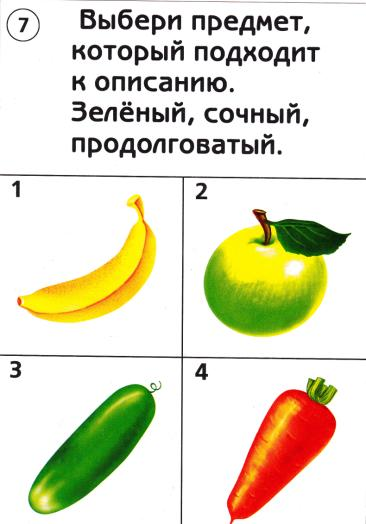 7
Выбери предмет,
который подходит
к описанию.
Зелёный, сочный,
продолговатый.
1
2
3
4